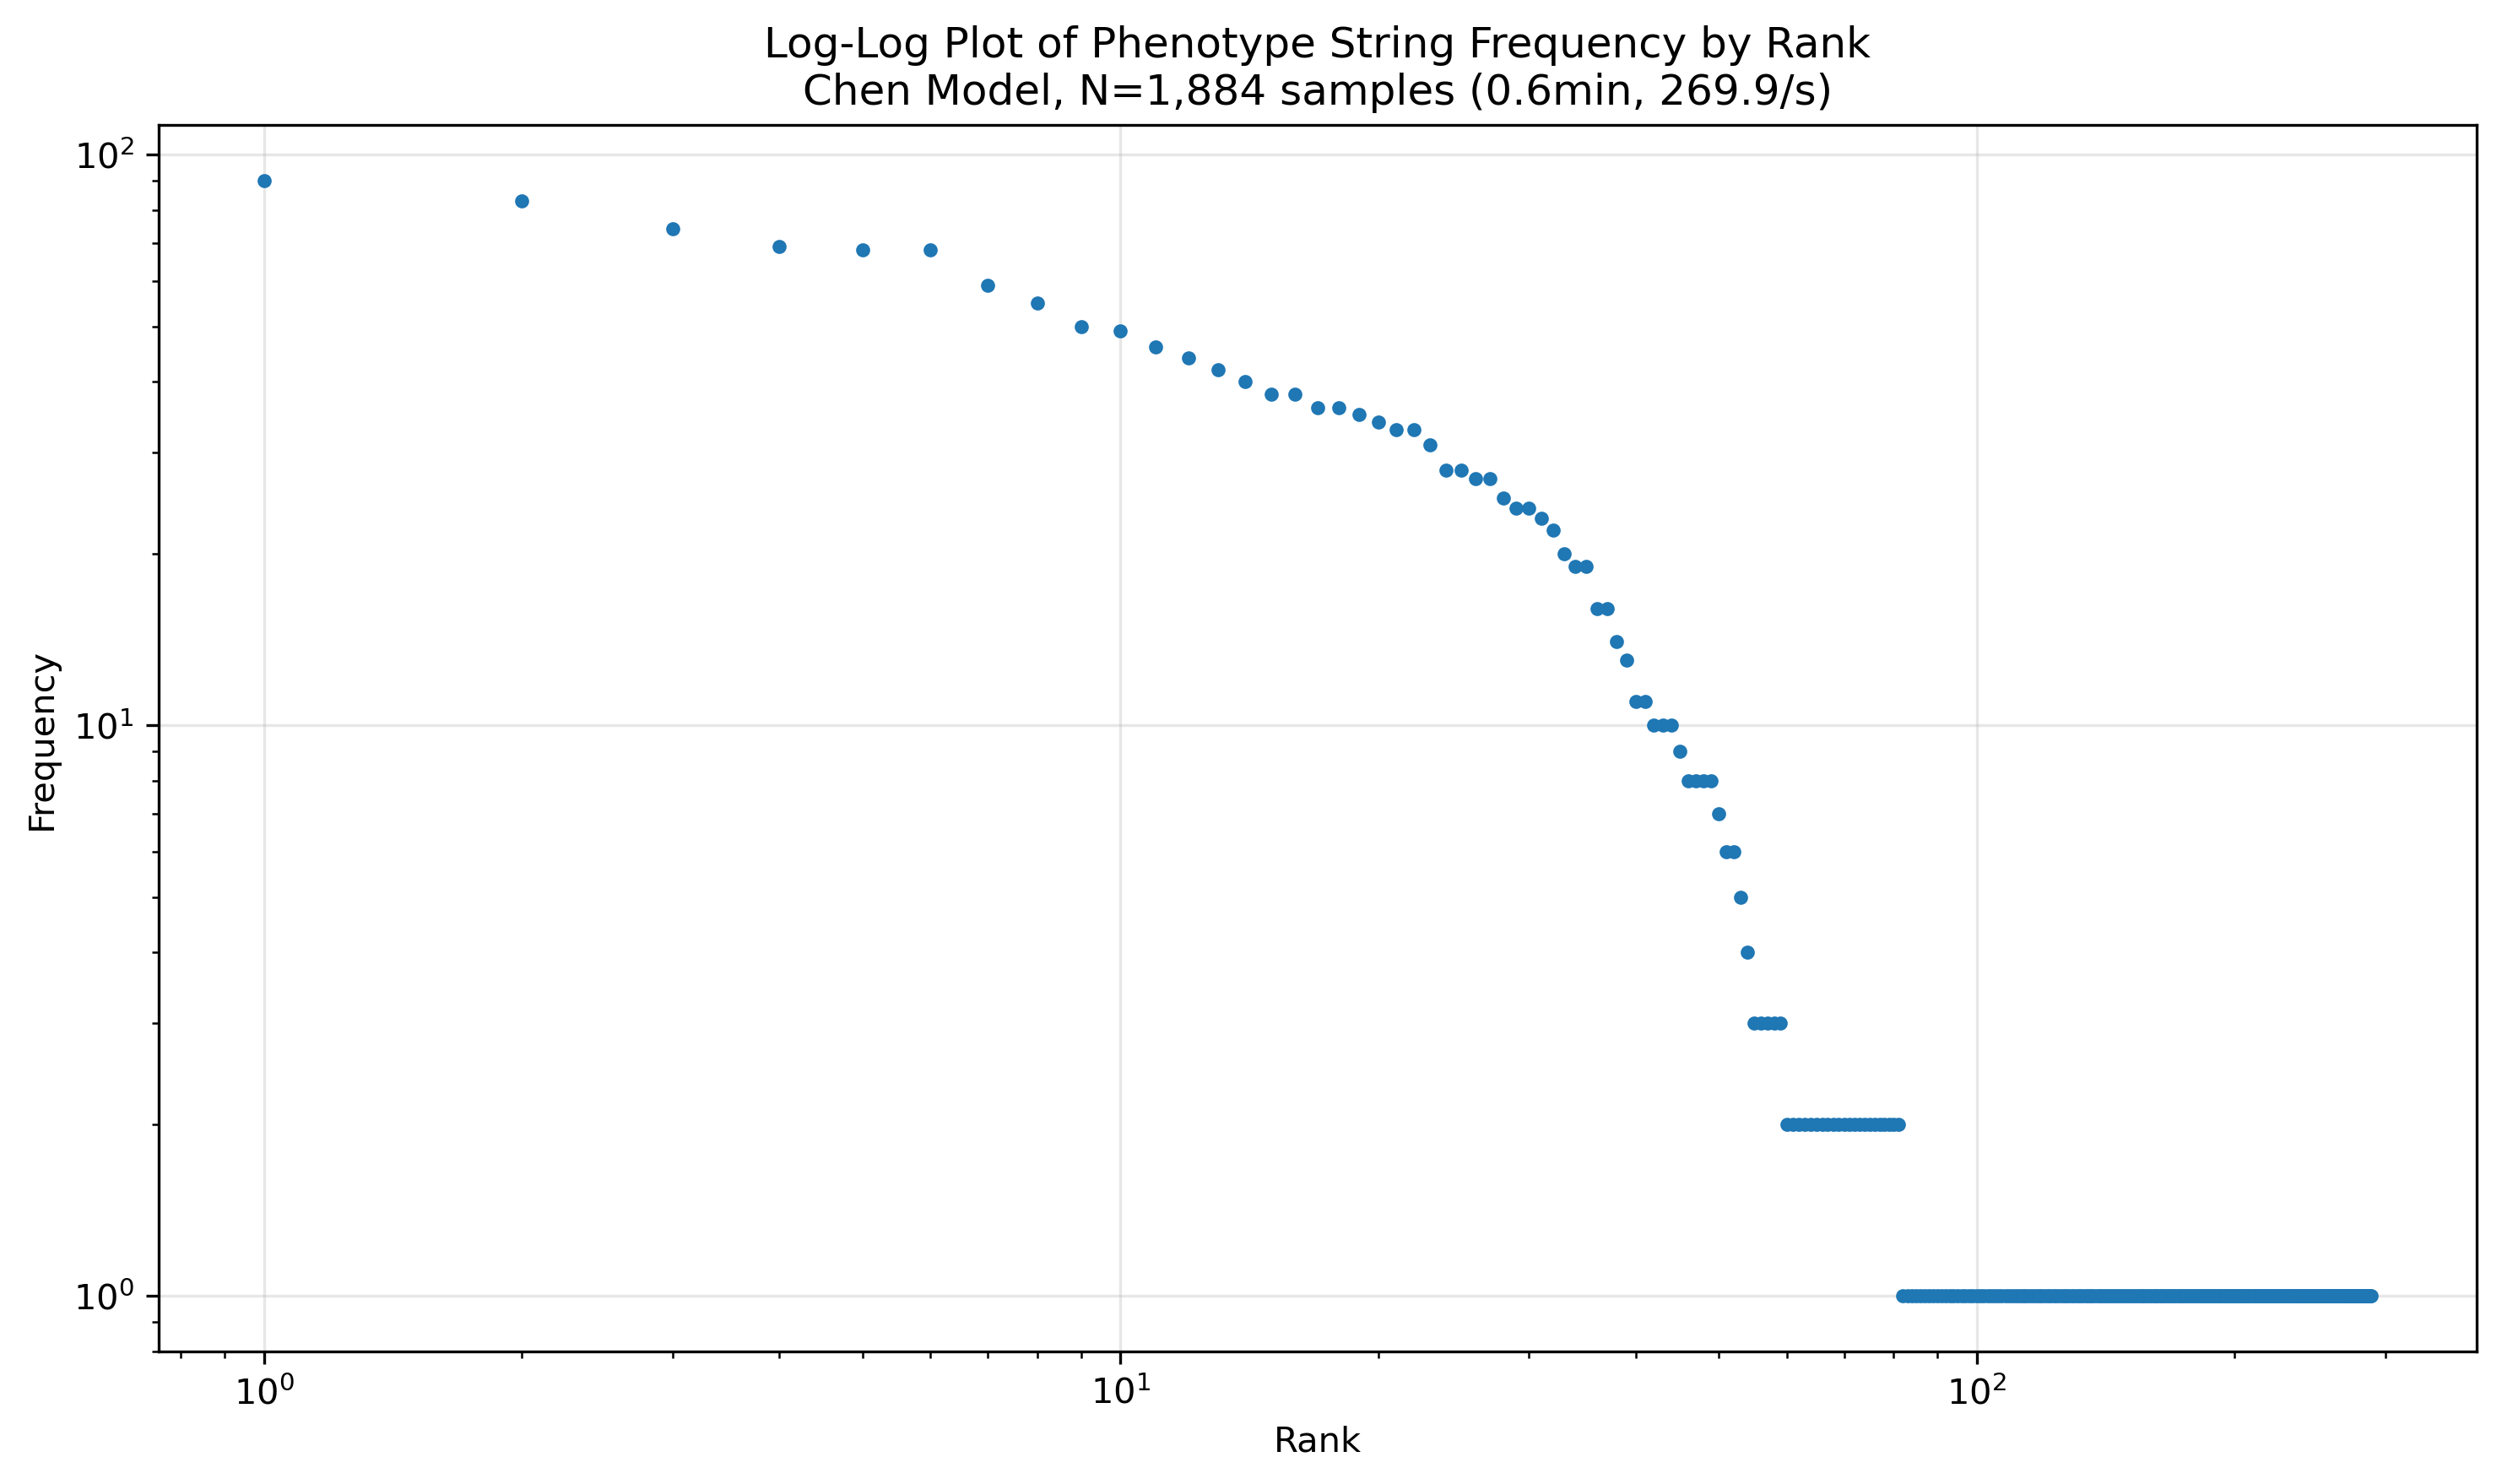 Log-Log Plot of Phenotype String Frequency by Rank
Chen Model, N=1,884 samples (0.6min, 269.9/s)
10²
10¹
10⁰
Frequency
10⁰ 10¹ 10²
Rank